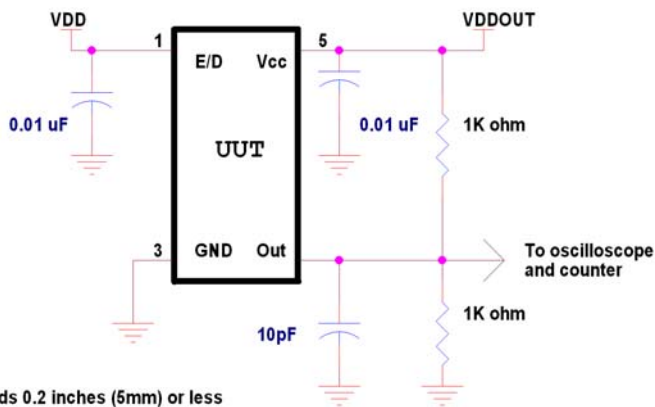 VDD
VDDOUT
1
5
E/D
Vcc
0.01 uF
0.01 uF
1K ohm
UUT
3
GND
Out
To oscilloscope
and counter
10pF
1K ohm
0.2 inches (5mm) or less